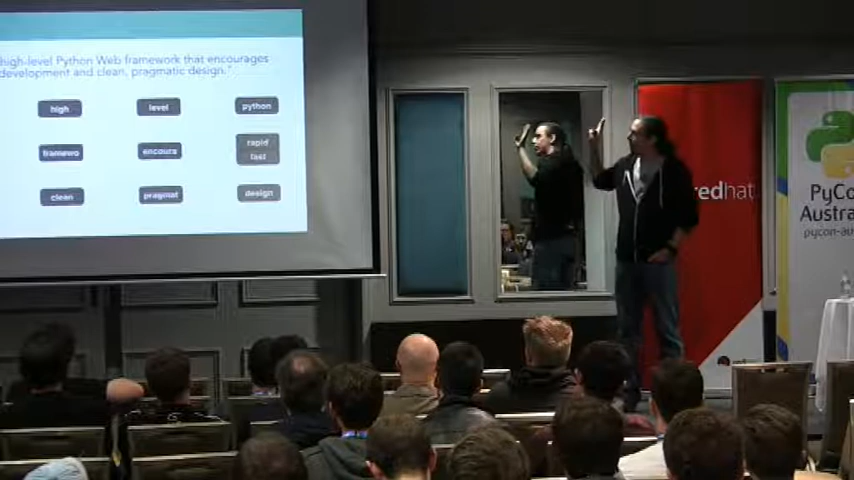 high-level Python Web framework that encourages
development and clean, pragmatic design."
high
level
python
framewo
encoura
rapid
fast
clean
pragmat
design
redhat
PyCo
Austra
pycon-au